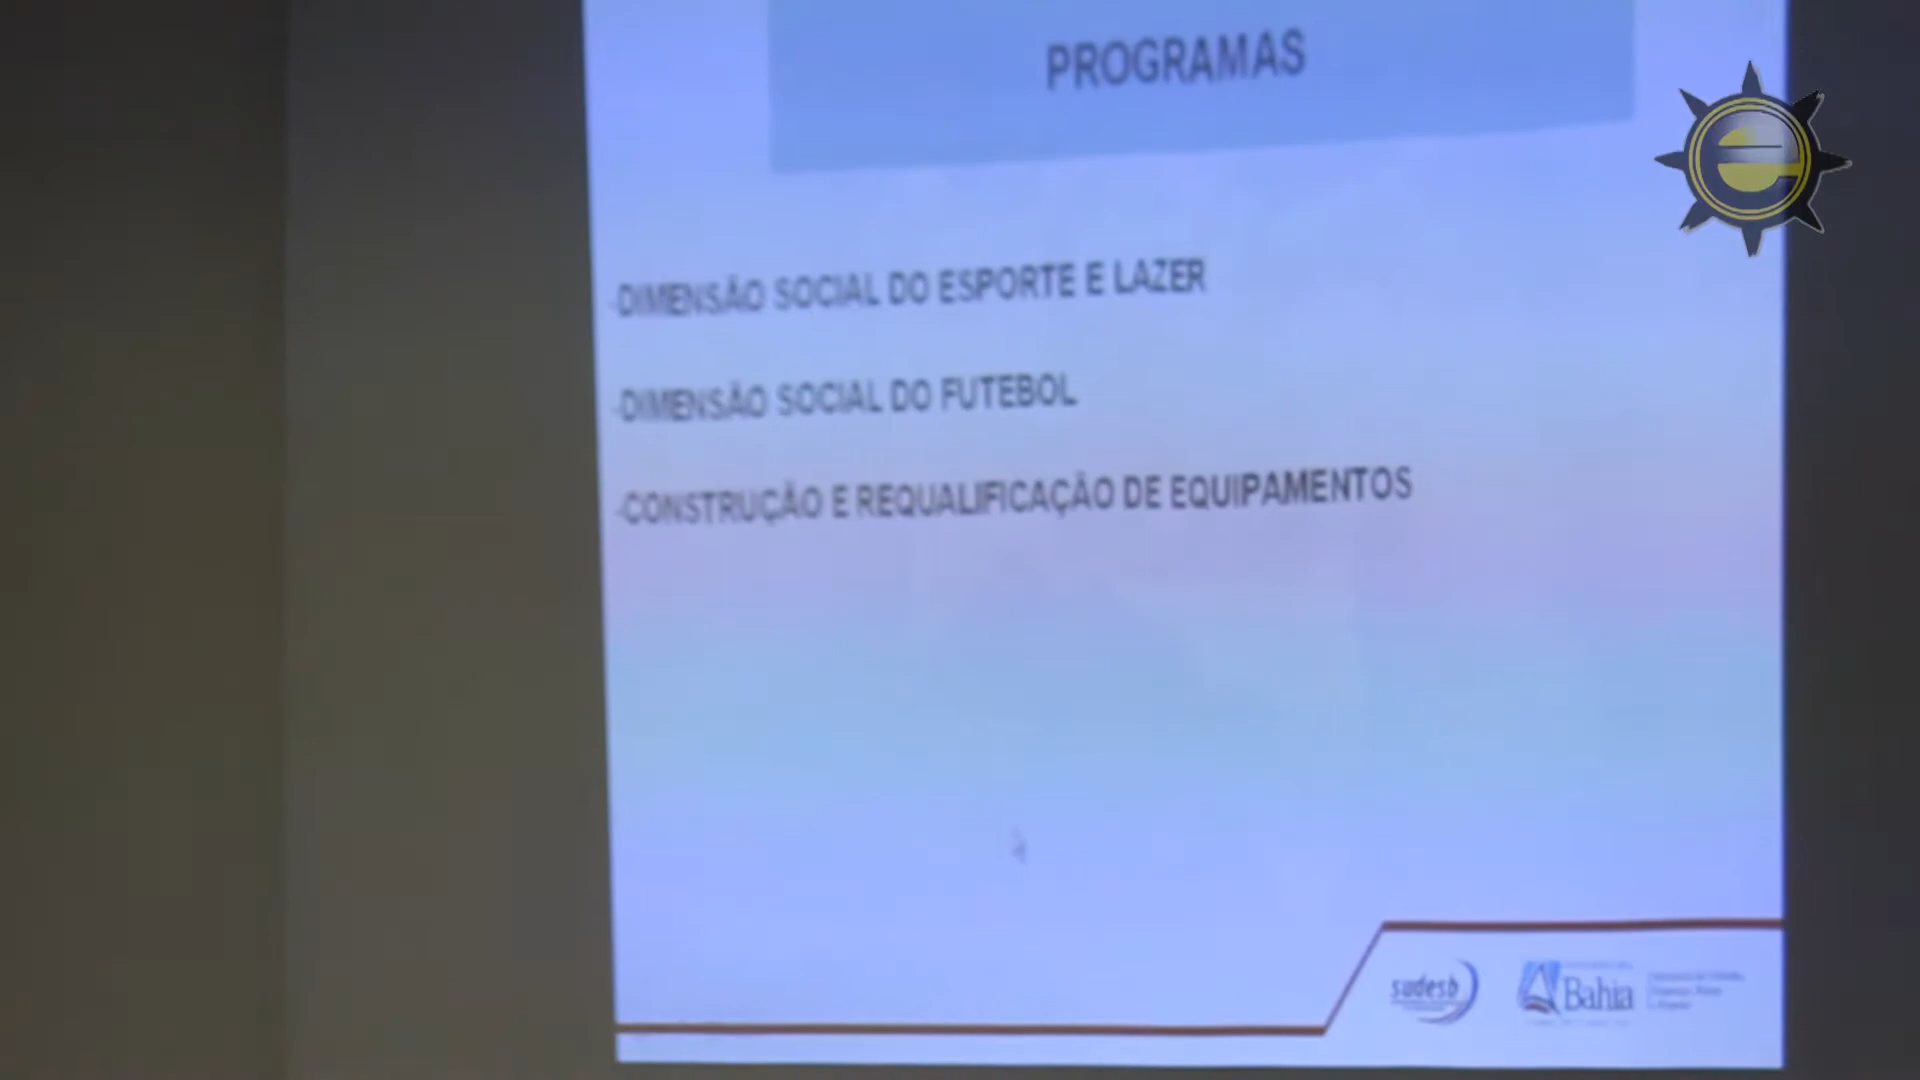 PROGRAMAS
-DIMENSÃO SOCIAL DO ESPORTE E LAZER
-DIMENSÃO SOCIAL DO FUTEBOL
-CONSTRUÇÃO E REQUALIFICAÇÃO DE EQUIPAMENTOS
sudesb
Bahia
e